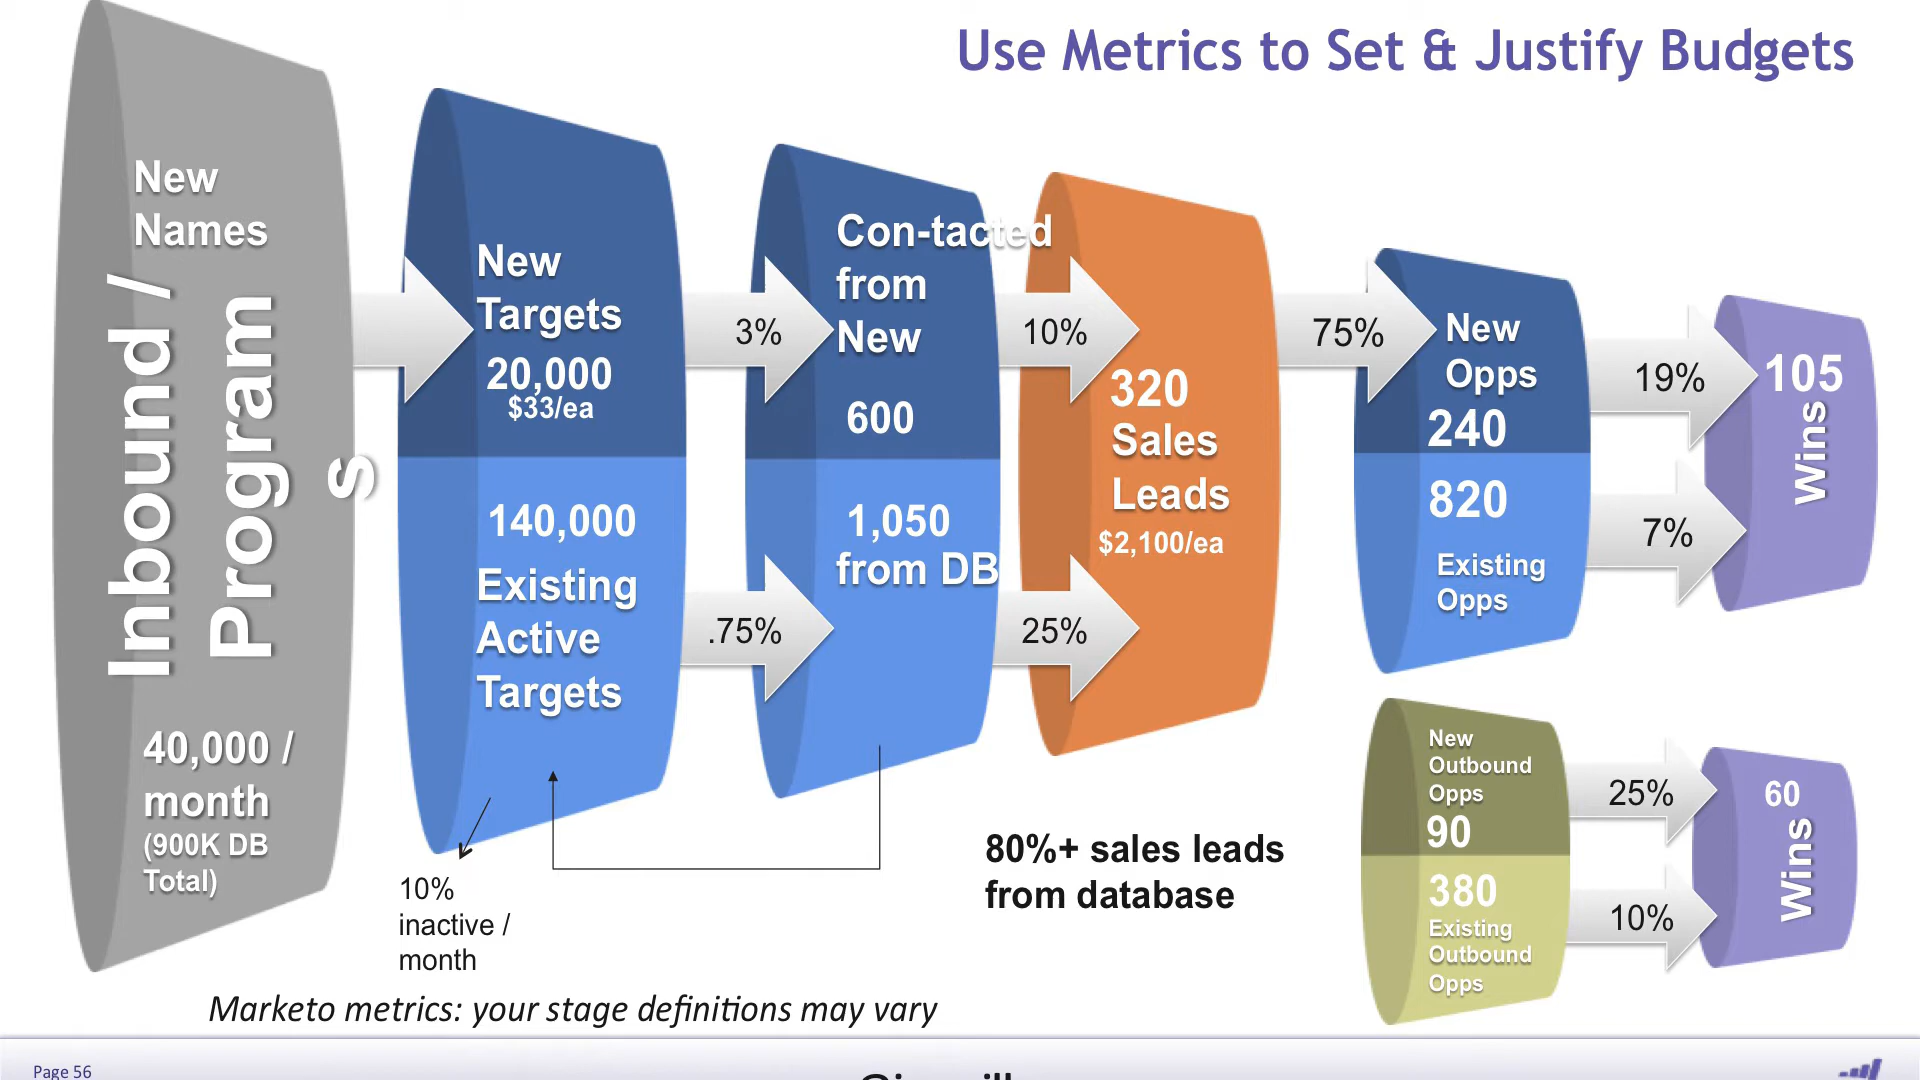 Use Metrics to Set & Justify Budgets
New
Names
Inbound /
Program
s
40,000 /
month
(900K DB
Total)
New
Targets
20,000
$33/ea
140,000
Existing
Active
Targets
10%
inactive /
month
3%
.75%
Con-tacted
from
New
600
1,050
from DB
10%
25%
320
Sales
Leads
$2,100/ea
75%
New
Opps
240
820
Existing
Opps
19%
7%
105
Wins
80%+ sales leads
from database
New
Outbound
Opps
90
380
Existing
Outbound
Opps
25%
10%
60
Wins
Marketo metrics: your stage definitions may vary
Page 56